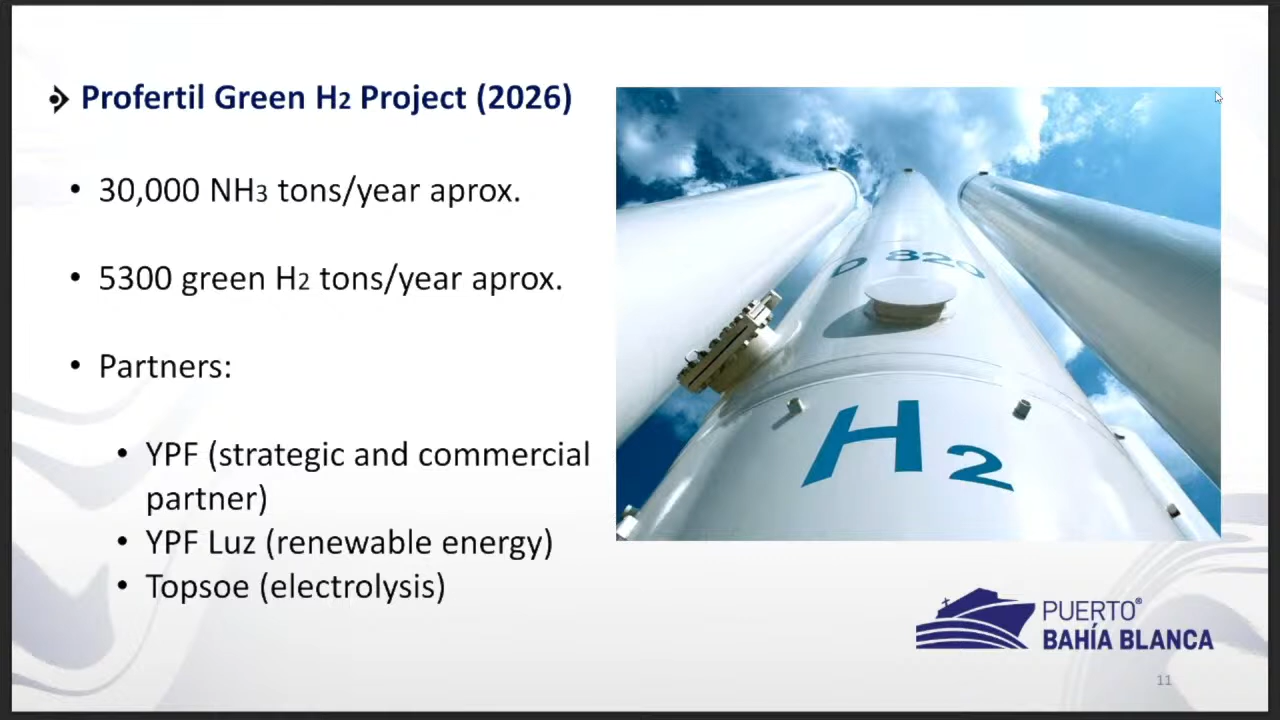 Profertil Green H2 Project (2026)
• 30,000 NH3 tons/year aprox.
• 5300 green H2 tons/year aprox.
• Partners:
• YPF (strategic and commercial
partner)
• YPF Luz (renewable energy)
• Topsoe (electrolysis)
D 820
H2
PUERTO®
BAHÍA BLANCA
11